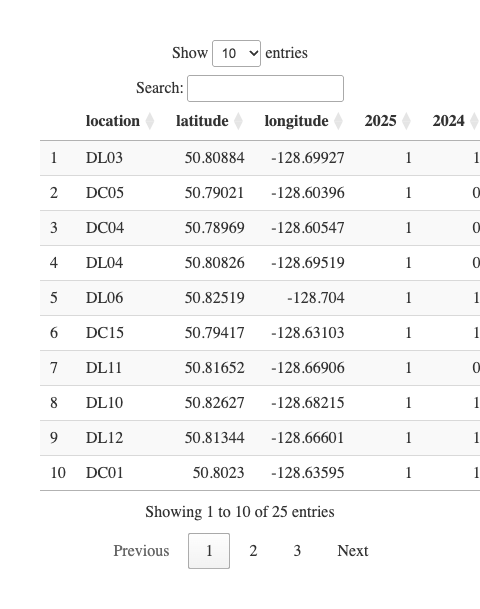 Show 10 entries
Search:
location latitude longitude 2025 2024
1 DL03 50.80884 -128.69927 1 1
2 DC05 50.79021 -128.60396 1 0
3 DC04 50.78969 -128.60547 1 0
4 DL04 50.80826 -128.69519 1 0
5 DL06 50.82519 -128.704 1 1
6 DC15 50.79417 -128.63103 1 1
7 DL11 50.81652 -128.66906 1 0
8 DL10 50.82627 -128.68215 1 1
9 DL12 50.81344 -128.66601 1 1
10 DC01 50.8023 -128.63595 1 1
Showing 1 to 10 of 25 entries
Previous 1 2 3 Next